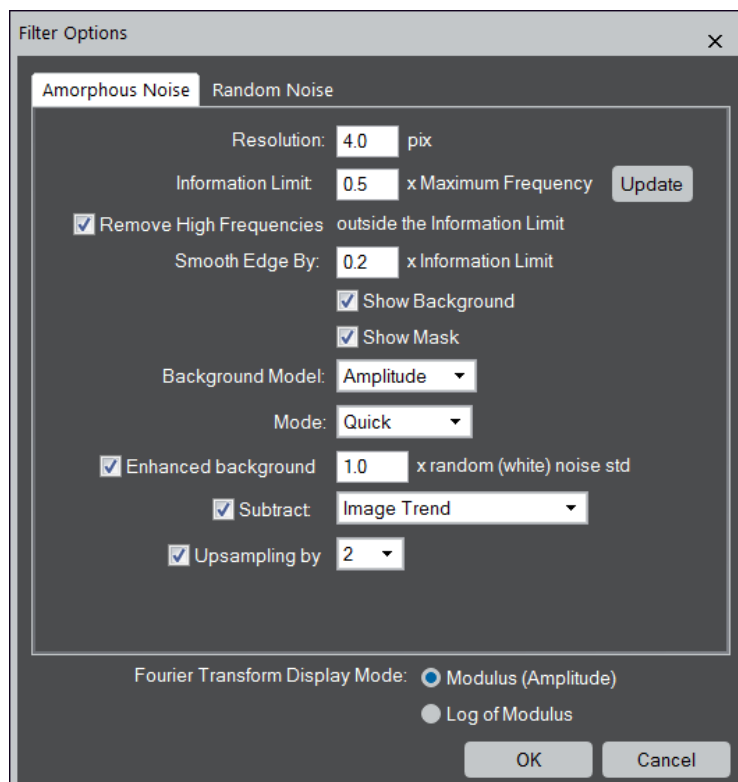 Filter Options
Amorphous Noise Random Noise
Resolution: 4.0 pix
Information Limit: 0.5 x Maximum Frequency Update
Remove High Frequencies outside the Information Limit
Smooth Edge By: 0.2 x Information Limit
Show Background
Show Mask
Background Model: Amplitude
Mode: Quick
Enhanced background 1.0 x random (white) noise std
Subtract: Image Trend
Upsampling by 2
Fourier Transform Display Mode: Modulus (Amplitude)
Log of Modulus
OK Cancel